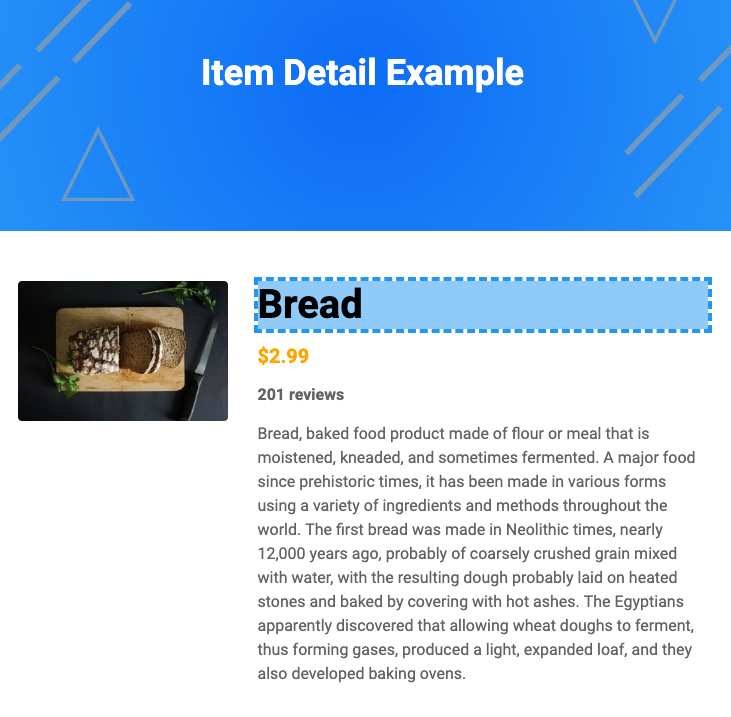 Item Detail Example
Bread
$2.99
201 reviews
Bread, baked food product made of flour or meal that is
moistened, kneaded, and sometimes fermented. A major food
since prehistoric times, it has been made in various forms
using a variety of ingredients and methods throughout the
world. The first bread was made in Neolithic times, nearly
12,000 years ago, probably of coarsely crushed grain mixed
with water, with the resulting dough probably laid on heated
stones and baked by covering with hot ashes. The Egyptians
apparently discovered that allowing wheat doughs to ferment,
thus forming gases, produced a light, expanded loaf, and they
also developed baking ovens.